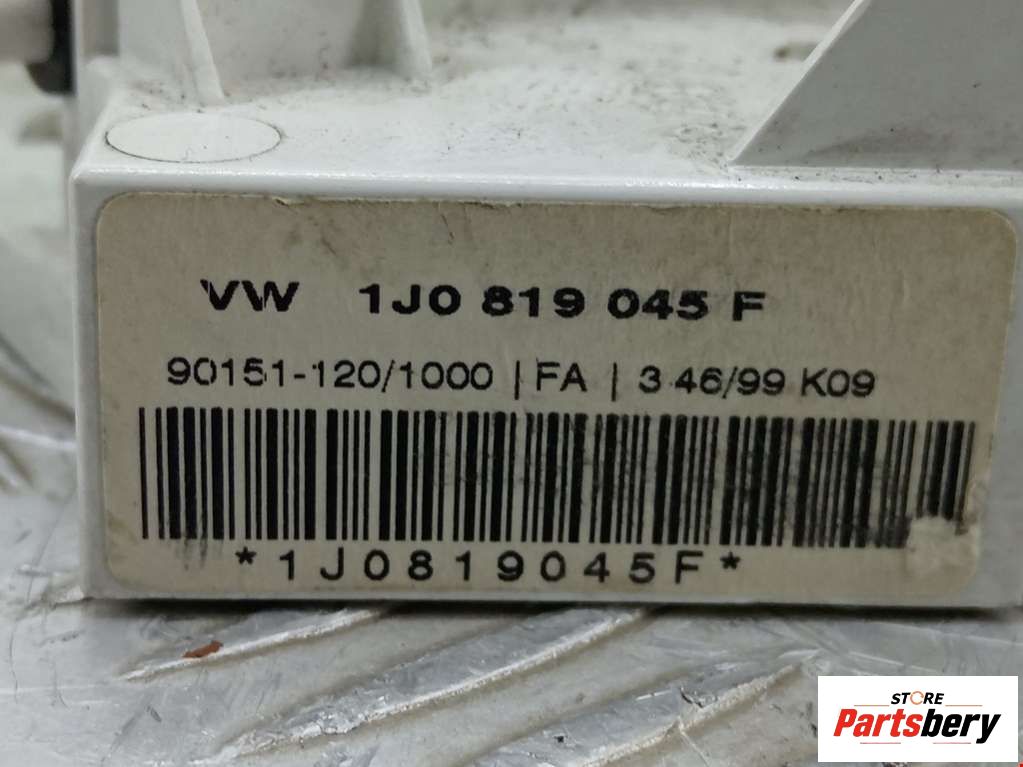 VW 1J0 819 045 F
90151-120/1000 | FA | 3 46/99 K09
*1J0819045F*
STORE
Partsbery